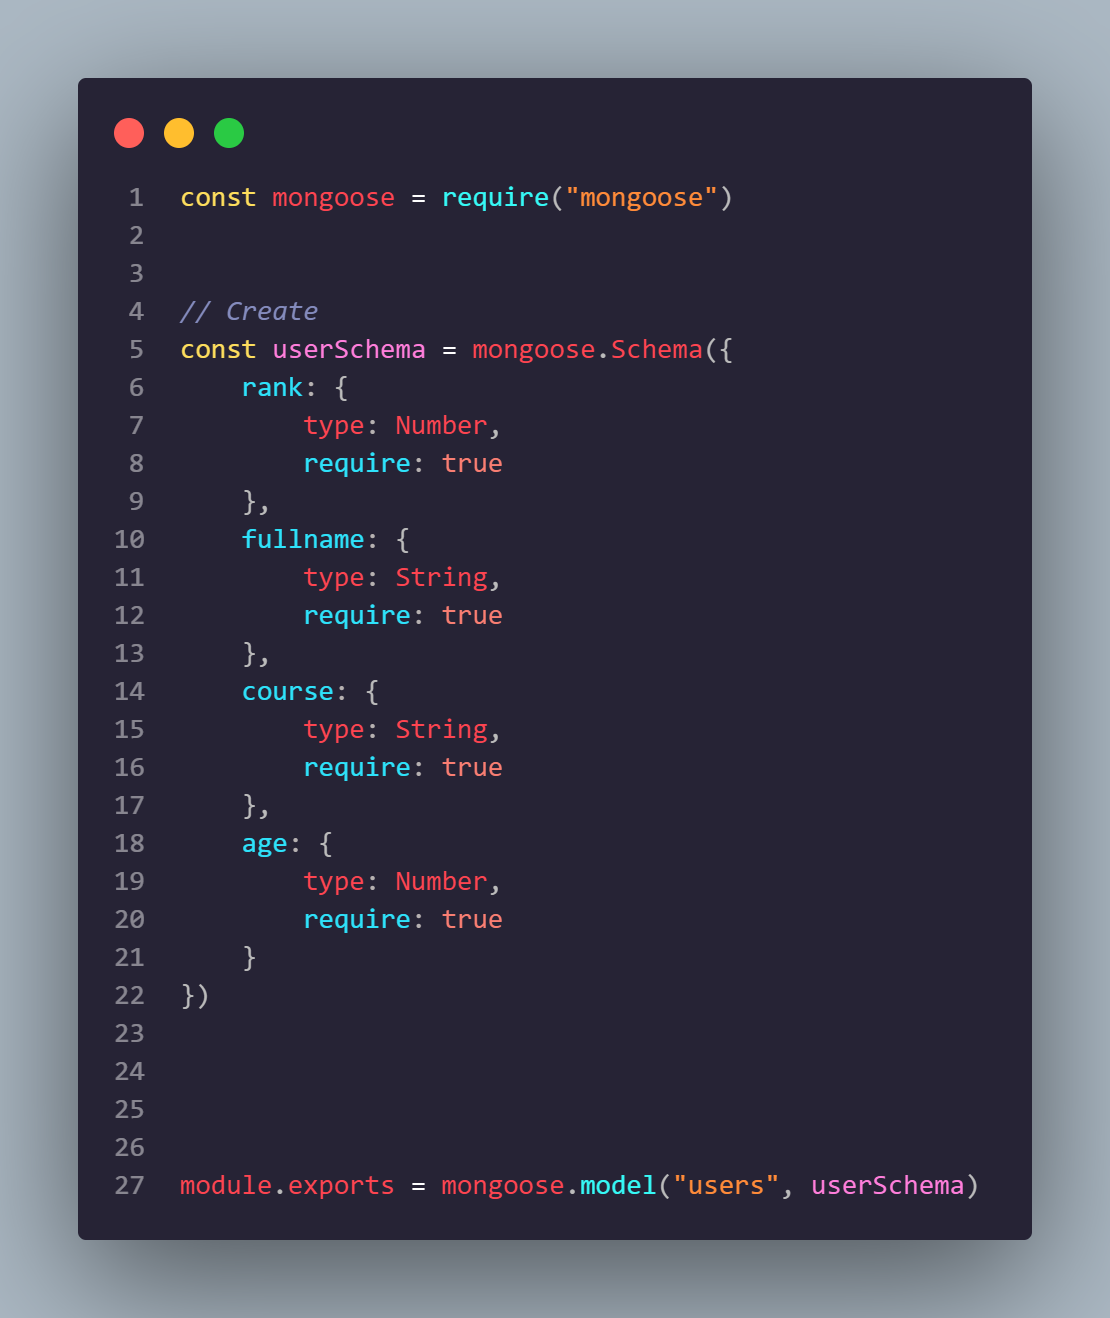 1 const mongoose = require("mongoose")
2
3
4 // Create
5 const userSchema = mongoose.Schema({
6     rank: {
7         type: Number,
8         require: true
9     },
10     fullname: {
11         type: String,
12         require: true
13     },
14     course: {
15         type: String,
16         require: true
17     },
18     age: {
19         type: Number,
20         require: true
21     }
22 })
23
24
25
26
27 module.exports = mongoose.model("users", userSchema)